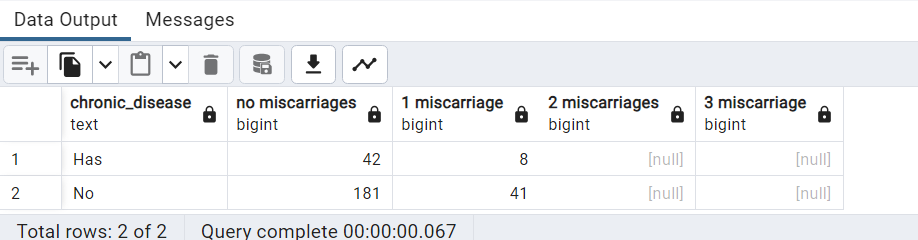 Data Output Messages
chronic_disease no miscarriages 1 miscarriage 2 miscarriages 3 miscarriage
text bigint bigint bigint bigint
1 Has 42 8 [null] [null]
2 No 181 41 [null] [null]
Total rows: 2 of 2 Query complete 00:00:00.067